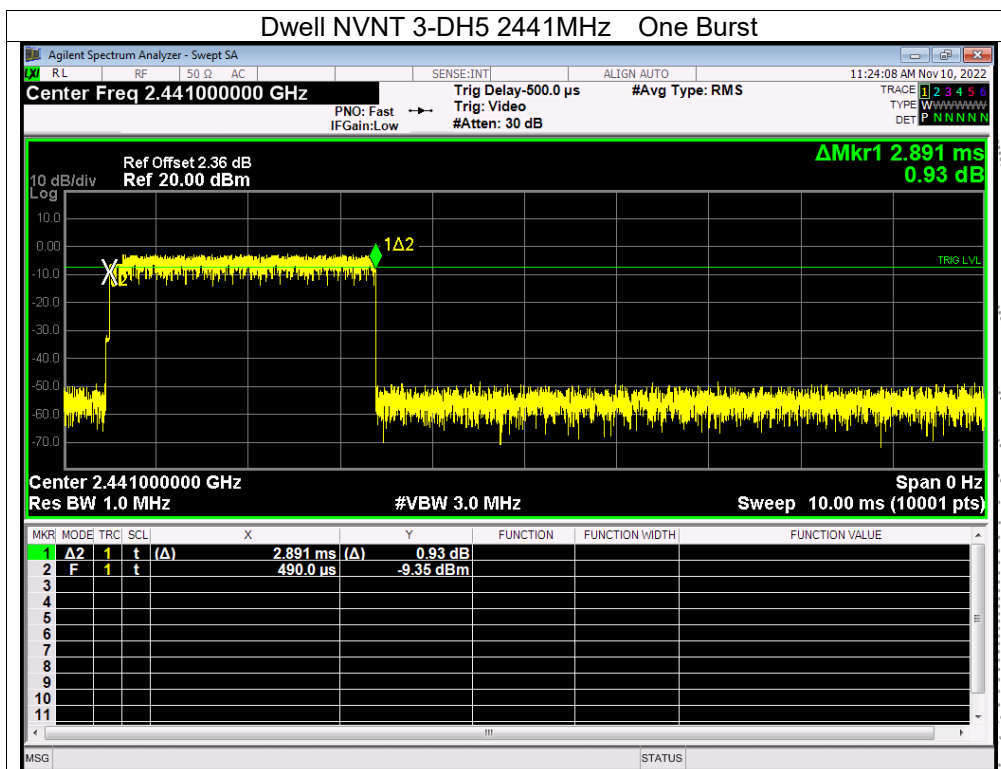 Dwell NVNT 3-DH5 2441MHz One Burst
Agilent Spectrum Analyzer - Swept SA
LXI RL RF 50 Ω AC SENSE:INT ALIGN AUTO 11:24:08 AM Nov 10, 2022
Center Freq 2.441000000 GHz
PNO: Fast
IFGain:Low
Trig Delay-500.0 µs
Trig: Video
#Atten: 30 dB
#Avg Type: RMS
TRACE 1 2 3 4 5 6
TYPE WWWWWWW
DET P N N N N N
ΔMkr1 2.891 ms
0.93 dB
Ref Offset 2.36 dB
10 dB/div Ref 20.00 dBm
Log
10.0
0.00
-10.0
-20.0
-30.0
-40.0
-50.0
-60.0
-70.0
1Δ2
2
TRIG LVL
Center 2.441000000 GHz Span 0 Hz
Res BW 1.0 MHz #VBW 3.0 MHz Sweep 10.00 ms (10001 pts)
MKR MODE TRC SCL X Y FUNCTION FUNCTION WIDTH FUNCTION VALUE
1 Δ2 1 t (Δ) 2.891 ms (Δ) 0.93 dB
2 F 1 t 490.0 µs -9.35 dBm
3
4
5
6
7
8
9
10
11
MSG STATUS